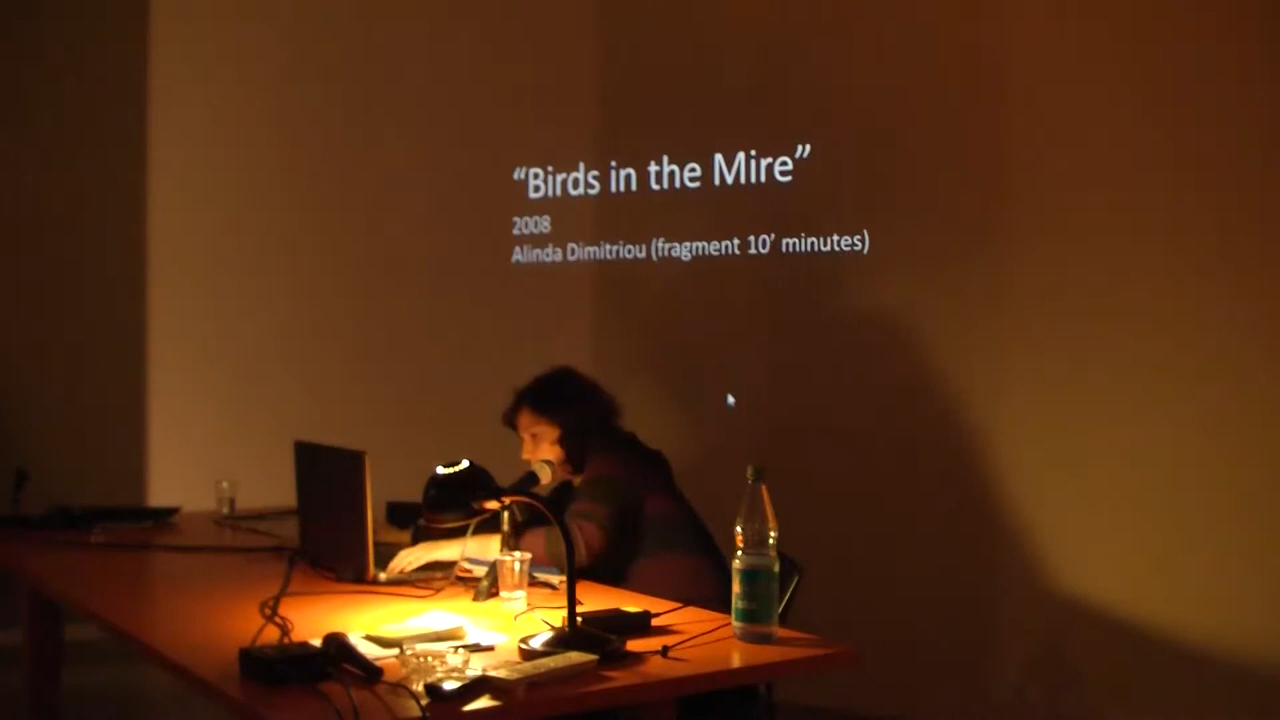 “Birds in the Mire”
2008
Alinda Dimitriou (fragment 10’ minutes)